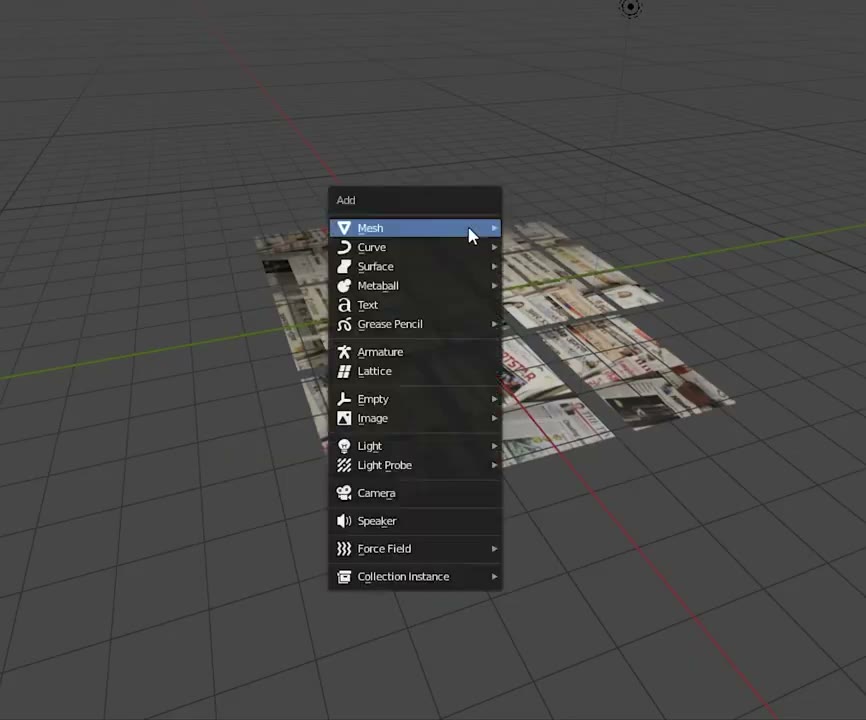 Add
Mesh
Curve
Surface
Metaball
Text
Grease Pencil
Armature
Lattice
Empty
Image
Light
Light Probe
Camera
Speaker
Force Field
Collection Instance